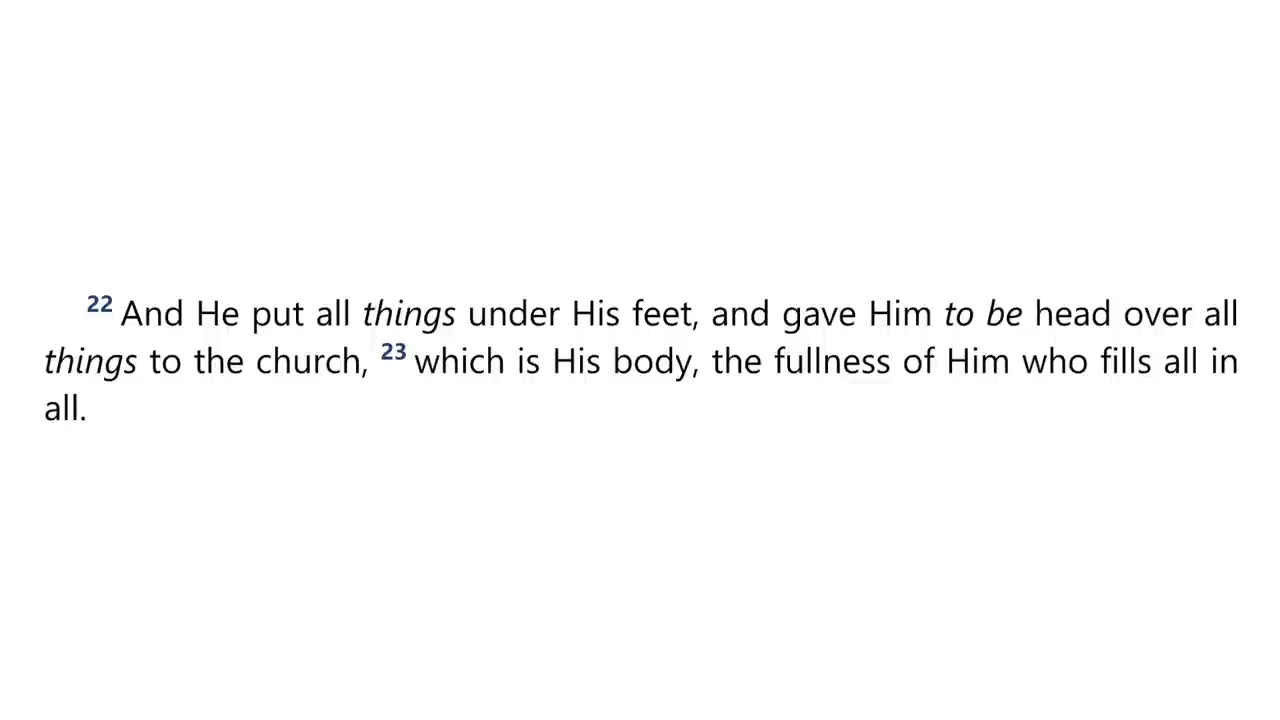 22 And He put all things under His feet, and gave Him to be head over all
things to the church, 23 which is His body, the fullness of Him who fills all in
all.